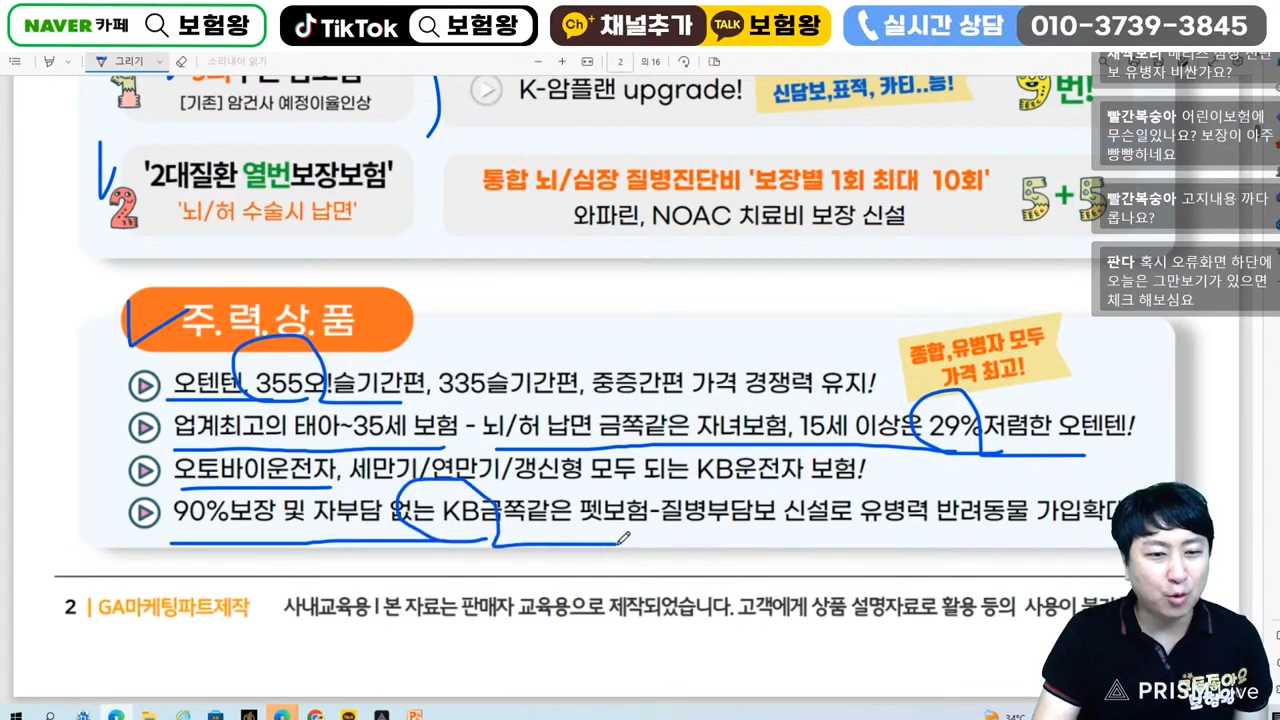 NAVER 카페 보험왕
TikTok 보험왕
Ch+ 채널추가 TALK 보험왕
실시간 상담 010-3739-3845
그리기
소리내어 읽기
2 의 16
[기존] 암건사 예정이율인상
K-암플랜 upgrade!
신담보,표적, 카티..등!
9번!
2
'2대질환 열번보장보험'
'뇌/허 수술시 납면'
통합 뇌/심장 질병진단비 '보장별 1회 최대 10회'
와파린, NOAC 치료비 보장 신설
5+5
보 유병자 비싼가요?
빨간복숭아 어린이보험에
무슨일있나요? 보장이 아주
빵빵하네요
빨간복숭아 고지내용 까다
롭나요?
판다 혹시 오류화면 하단에
오늘은 그만보기가 있으면
체크 해보심요
주.력.상.품
종합,유병자 모두
가격 최고!
오텐텐, 355오!슬기간편, 335슬기간편, 중증간편 가격 경쟁력 유지!
업계최고의 태아~35세 보험 - 뇌/허 납면 금쪽같은 자녀보험, 15세 이상은 29% 저렴한 오텐텐!
오토바이운전자, 세만기/연만기/갱신형 모두 되는 KB운전자 보험!
90%보장 및 자부담 없는 KB금쪽같은 펫보험-질병부담보 신설로 유병력 반려동물 가입확대
2 | GA마케팅파트제작
사내교육용 I 본 자료는 판매자 교육용으로 제작되었습니다. 고객에게 상품 설명자료로 활용 등의 사용이
보험왕
PRISM Live
34°C